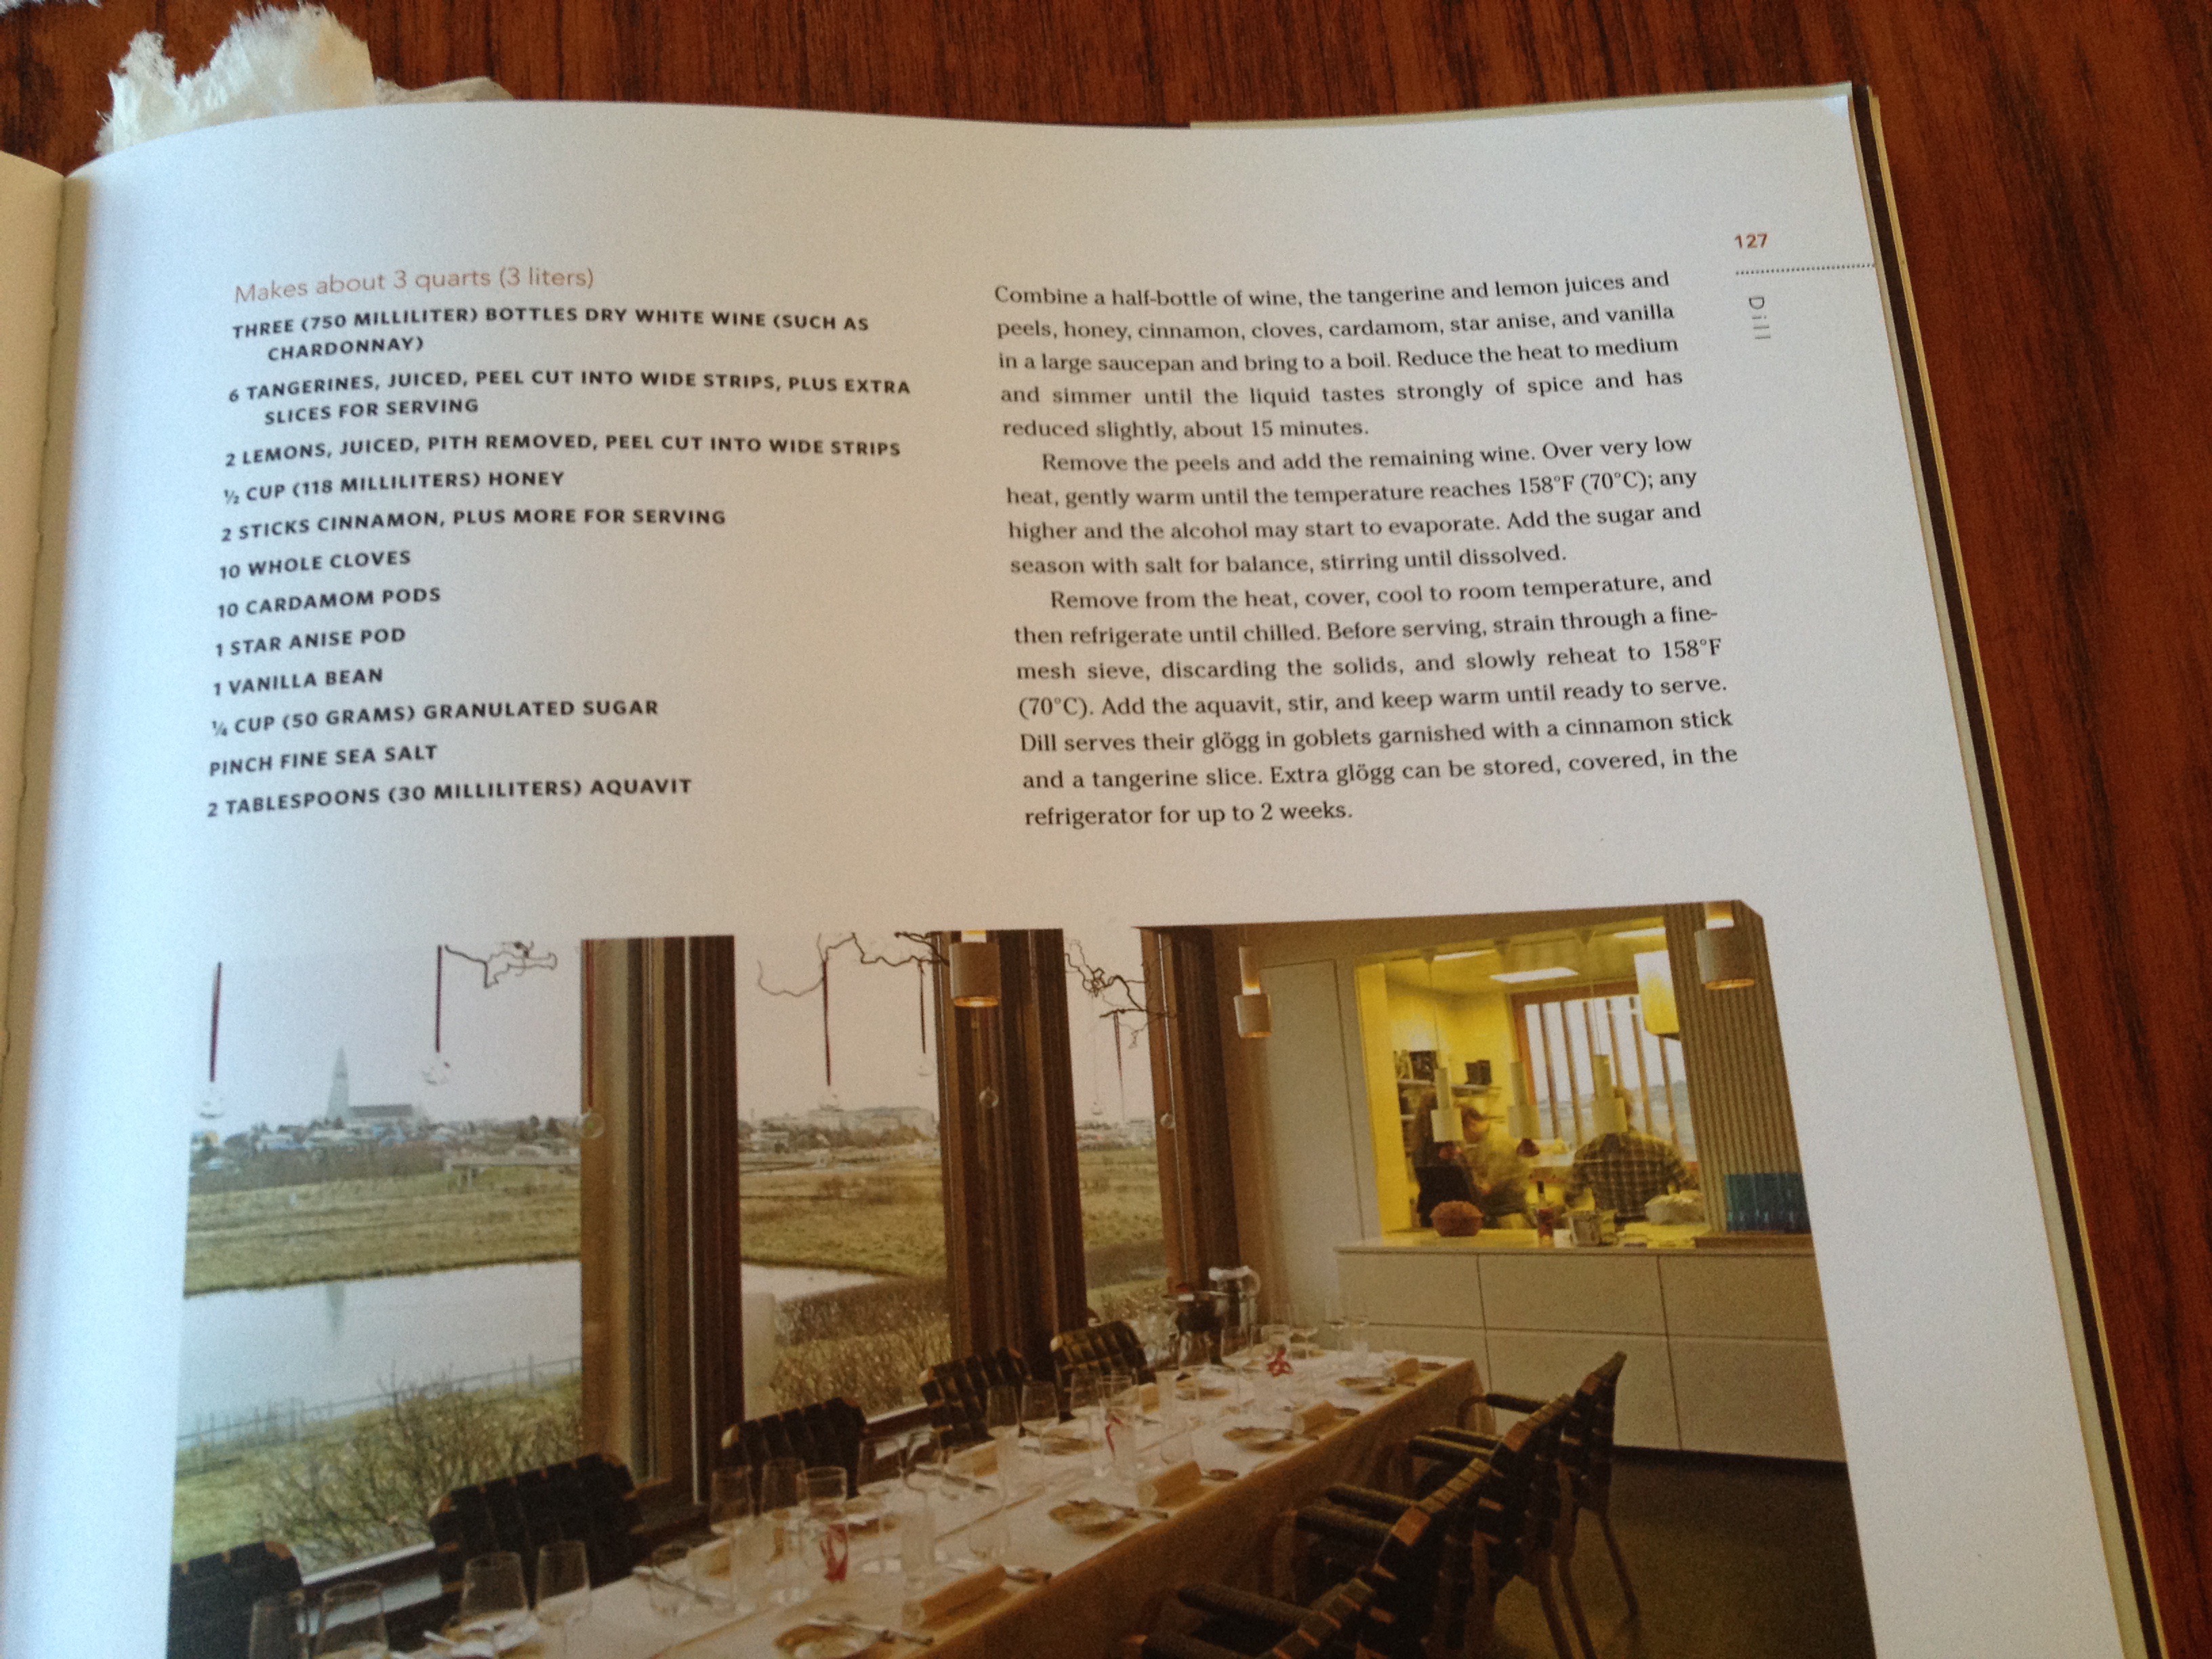 Makes about 3 quarts (3 liters)
THREE (750 MILLILITER) BOTTLES DRY WHITE WINE (SUCH AS
CHARDONNAY)
6 TANGERINES, JUICED, PEEL CUT INTO WIDE STRIPS, PLUS EXTRA
SLICES FOR SERVING
2 LEMONS, JUICED, PITH REMOVED, PEEL CUT INTO WIDE STRIPS
½ CUP (118 MILLILITERS) HONEY
2 STICKS CINNAMON, PLUS MORE FOR SERVING
10 WHOLE CLOVES
10 CARDAMOM PODS
1 STAR ANISE POD
1 VANILLA BEAN
¼ CUP (50 GRAMS) GRANULATED SUGAR
PINCH FINE SEA SALT
2 TABLESPOONS (30 MILLILITERS) AQUAVIT
Combine a half-bottle of wine, the tangerine and lemon juices and
peels, honey, cinnamon, cloves, cardamom, star anise, and vanilla
in a large saucepan and bring to a boil. Reduce the heat to medium
and simmer until the liquid tastes strongly of spice and has
reduced slightly, about 15 minutes.
Remove the peels and add the remaining wine. Over very low
heat, gently warm until the temperature reaches 158°F (70°C); any
higher and the alcohol may start to evaporate. Add the sugar and
season with salt for balance, stirring until dissolved.
Remove from the heat, cover, cool to room temperature, and
then refrigerate until chilled. Before serving, strain through a fine-
mesh sieve, discarding the solids, and slowly reheat to 158°F
(70°C). Add the aquavit, stir, and keep warm until ready to serve.
Dill serves their glögg in goblets garnished with a cinnamon stick
and a tangerine slice. Extra glögg can be stored, covered, in the
refrigerator for up to 2 weeks.
127
Dill